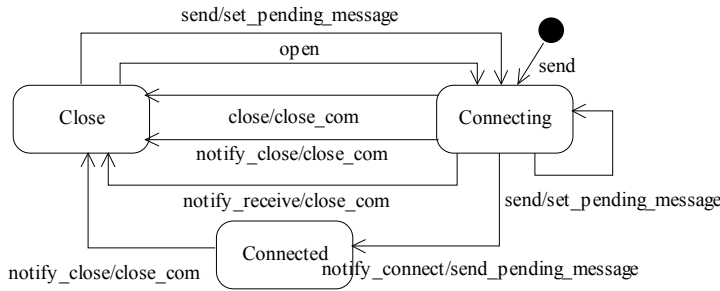 send/set_pending_message
open
send
Close
close/close_com
Connecting
notify_close/close_com
notify_receive/close_com
send/set_pending_message
Connected
notify_close/close_com
notify_connect/send_pending_message